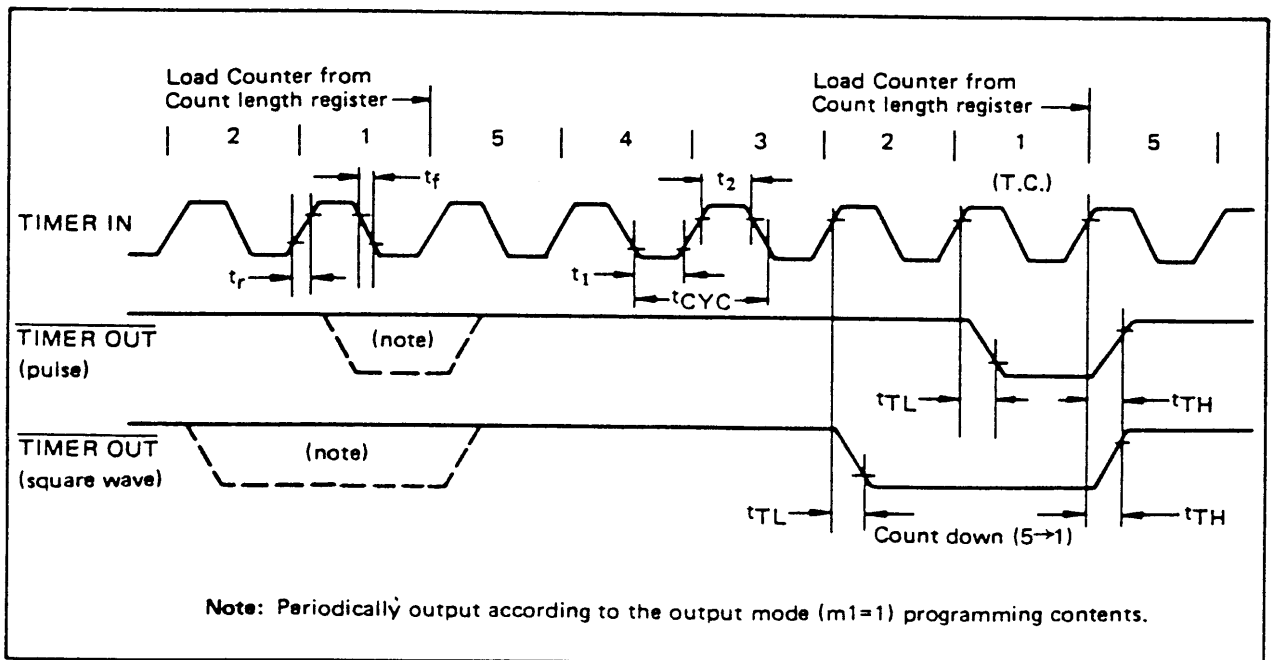 Load Counter from
Count length register
Load Counter from
Count length register
2 1 5 4 3 2 1 5
(T.C.)
tf
t2
TIMER IN
tr
t1
tCYC
TIMER OUT
(pulse)
(note)
tTL
tTH
TIMER OUT
(square wave)
(note)
tTL
tTH
Count down (5→1)
Note: Periodically output according to the output mode (m1=1) programming contents.